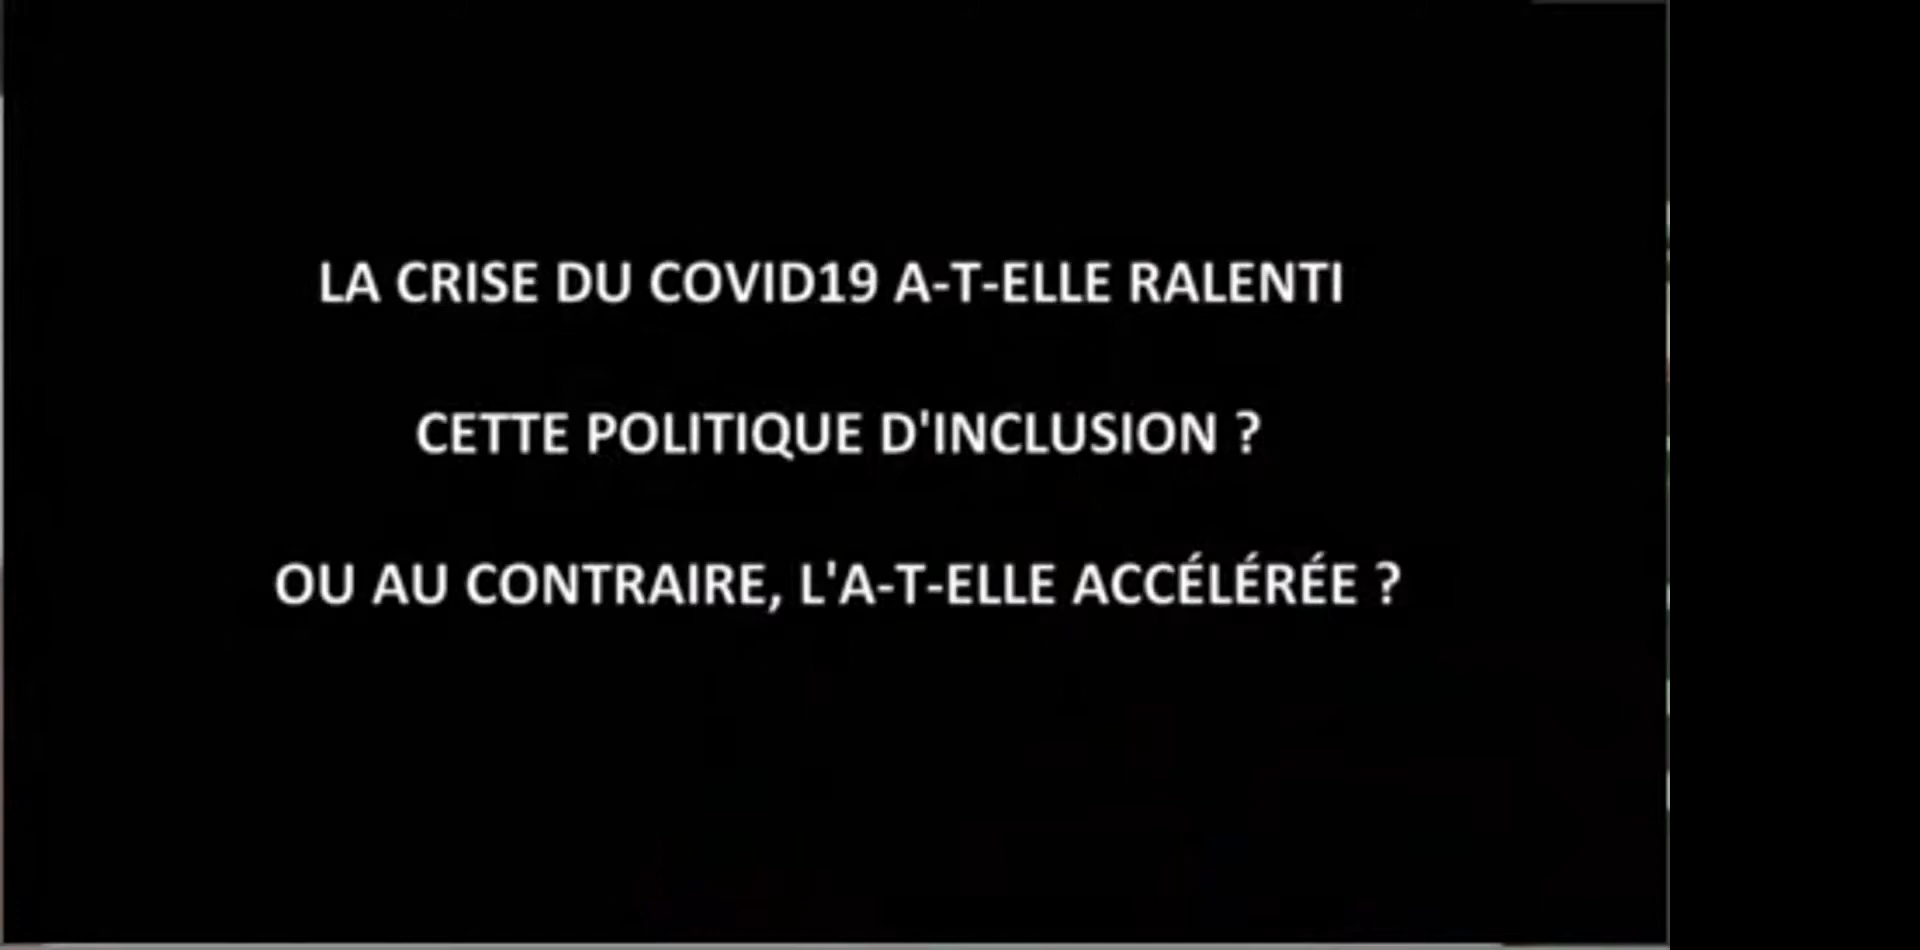 LA CRISE DU COVID19 A-T-ELLE RALENTI
CETTE POLITIQUE D'INCLUSION ?
OU AU CONTRAIRE, L'A-T-ELLE ACCÉLÉRÉE ?